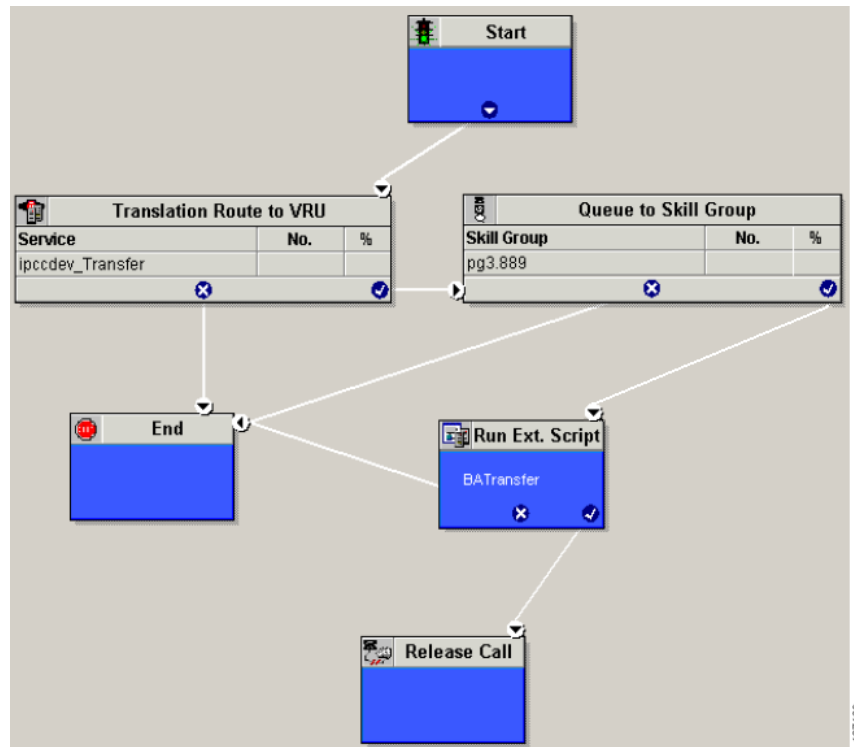 Start
Translation Route to VRU
Service No. %
ipccdev_Transfer
Queue to Skill Group
Skill Group No. %
pg3.889
End
Run Ext. Script
BATransfer
Release Call